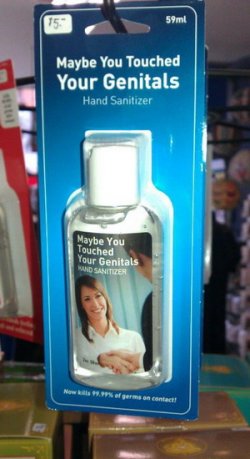 $5-
59ml
Maybe You Touched
Your Genitals
Hand Sanitizer
Maybe You
Touched
Your Genitals
HAND SANITIZER
Now kills 99.99% of germs on contact!